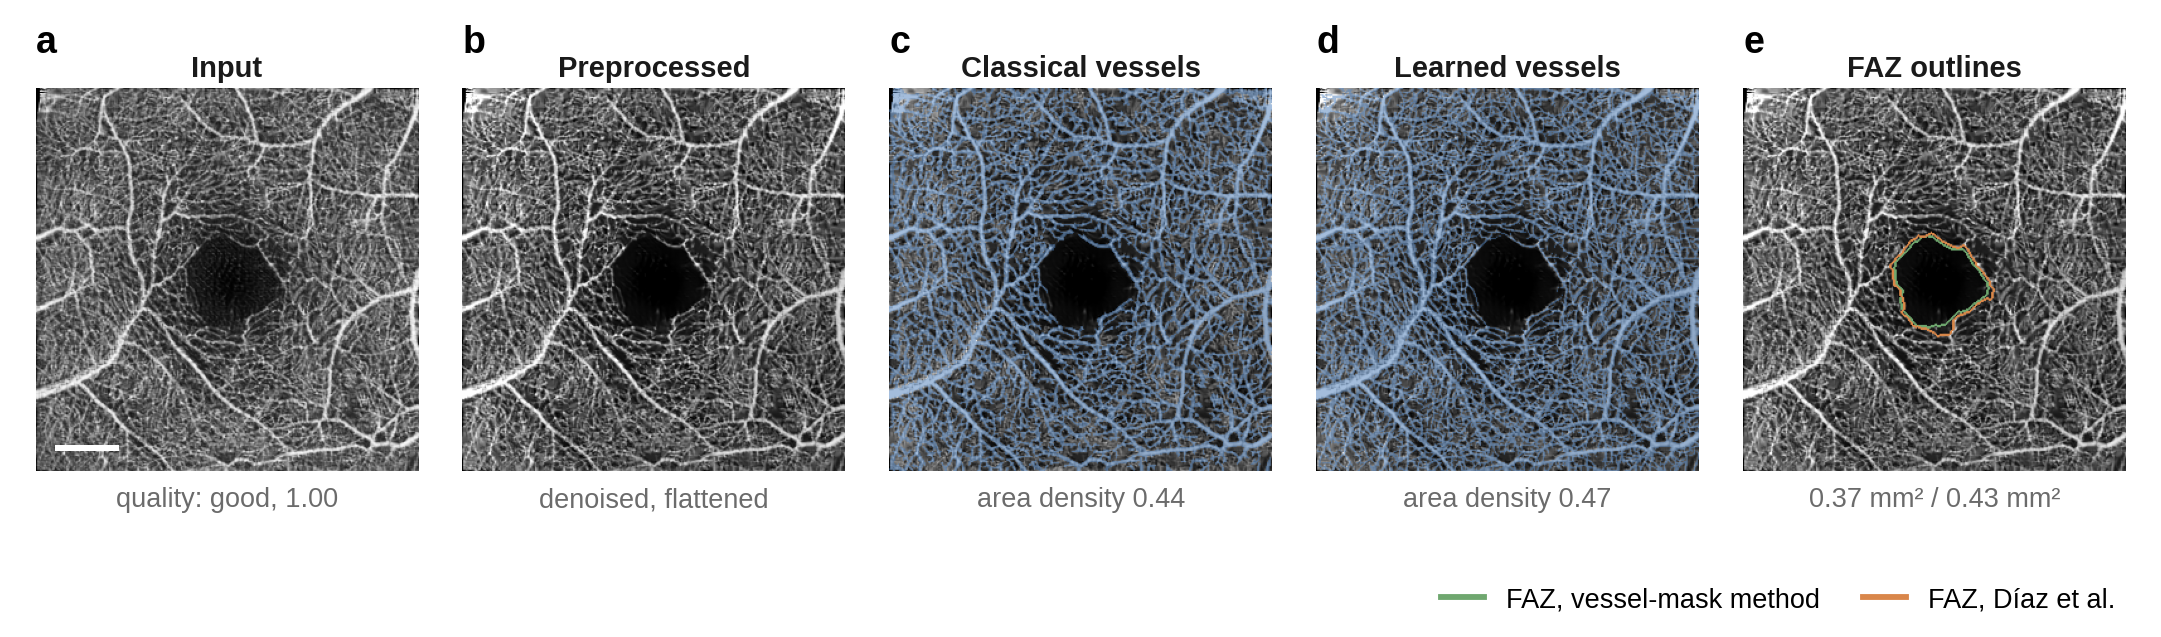 a
Input
quality: good, 1.00
b
Preprocessed
denoised, flattened
c
Classical vessels
area density 0.44
d
Learned vessels
area density 0.47
e
FAZ outlines
0.37 mm² / 0.43 mm²
FAZ, vessel-mask method
FAZ, Díaz et al.